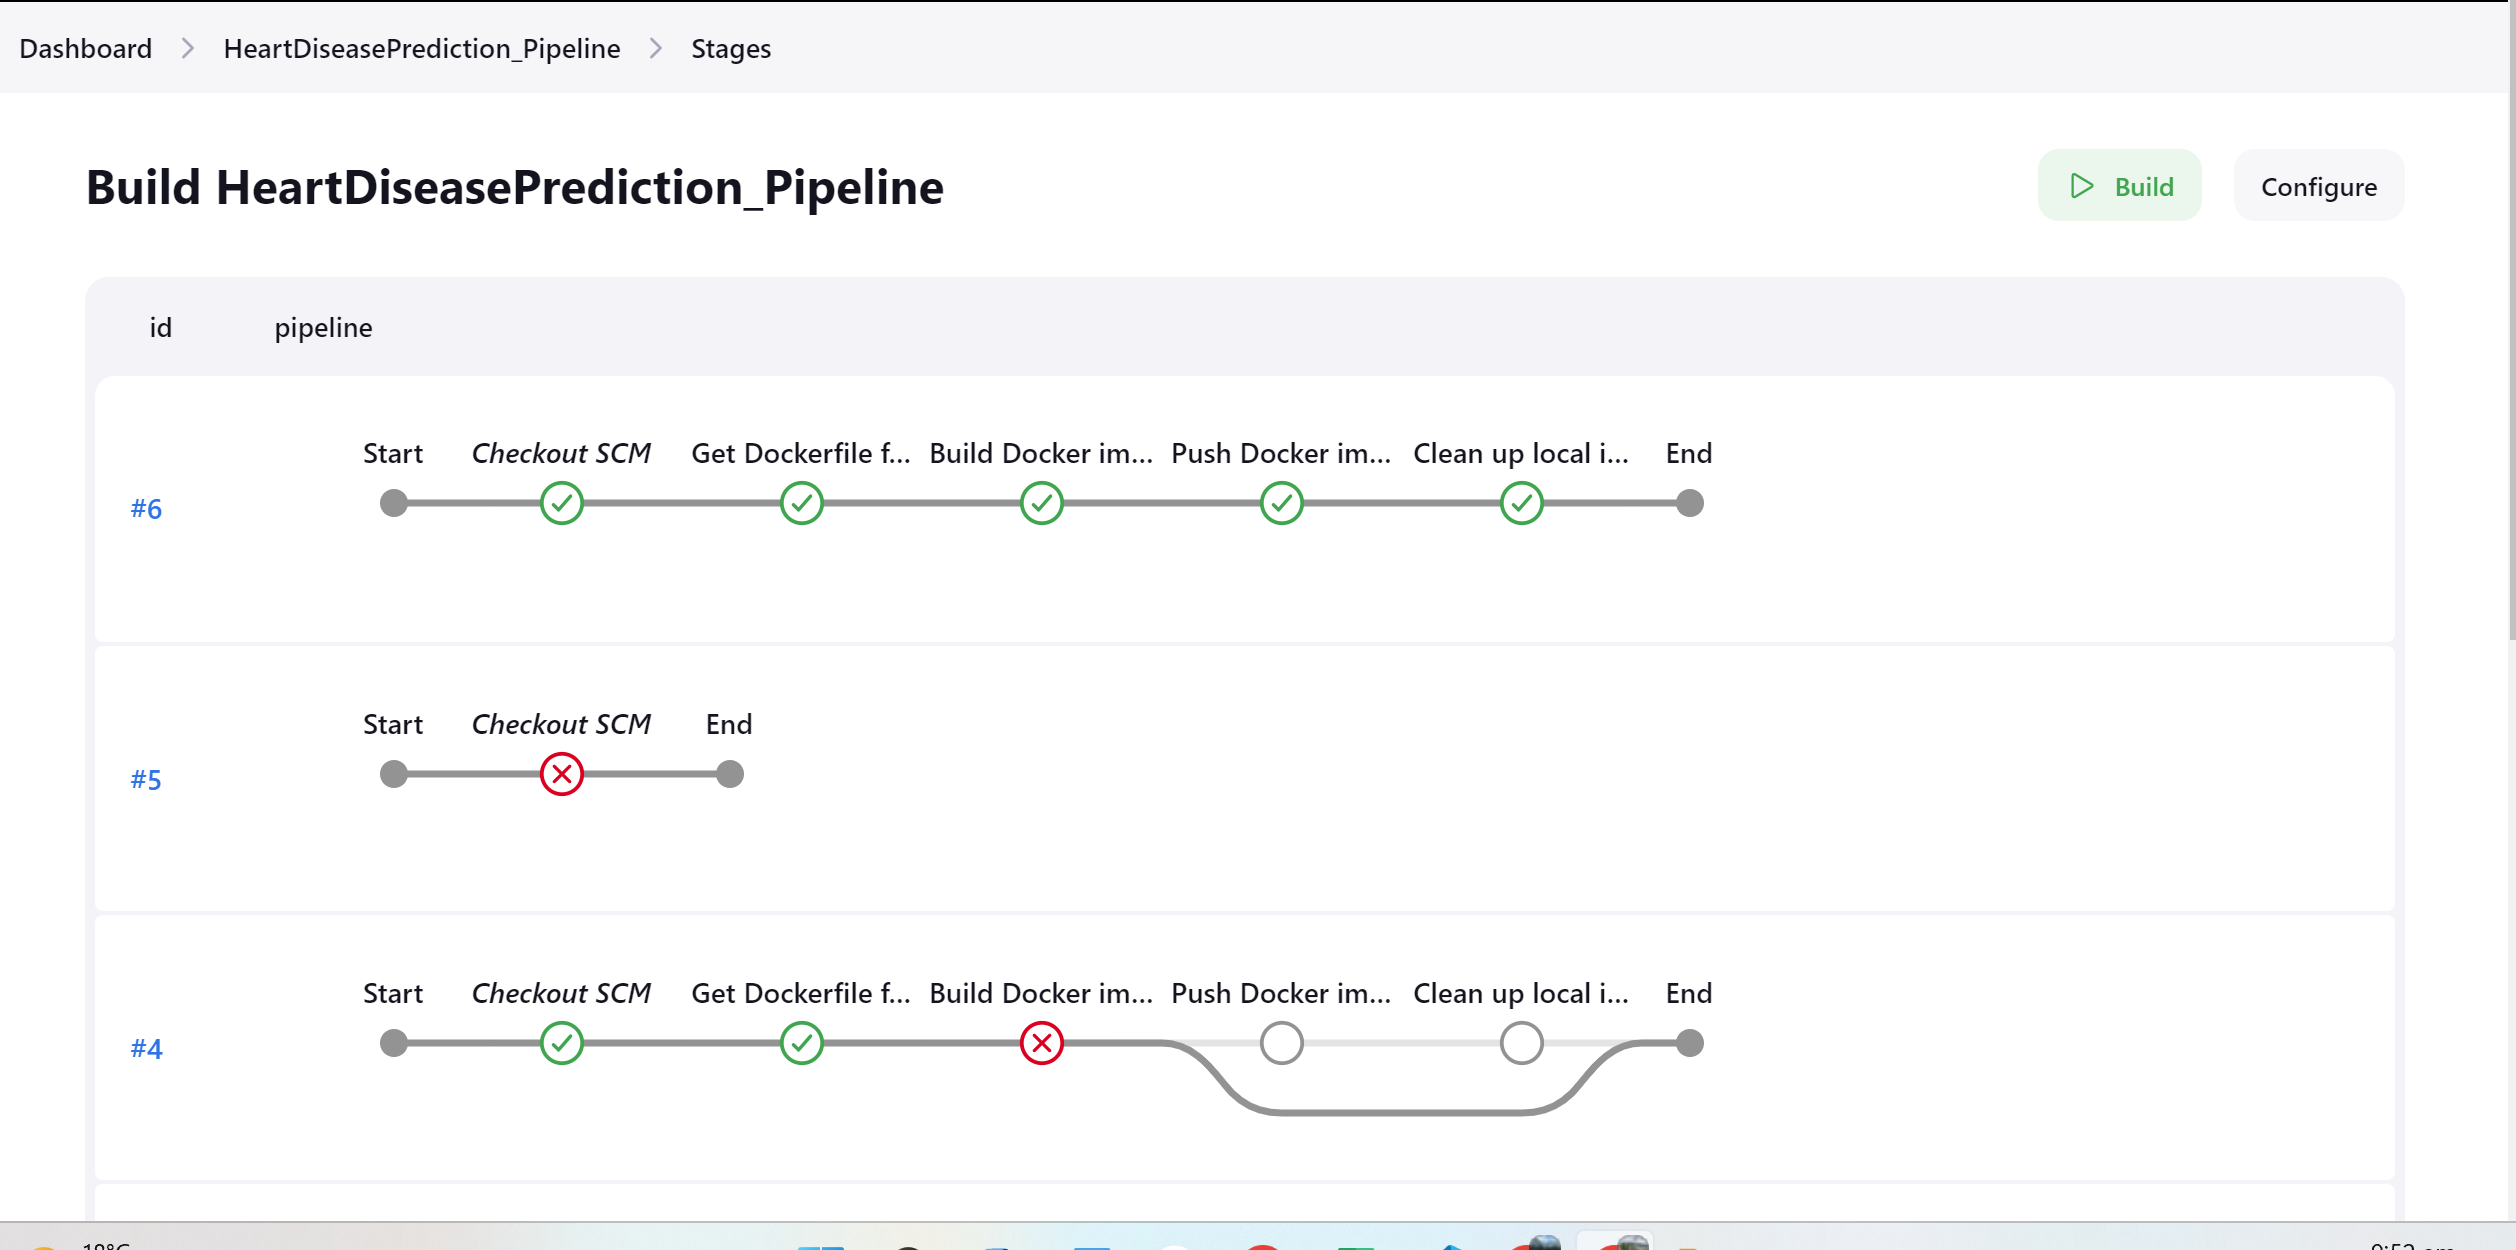 Dashboard HeartDiseasePrediction_Pipeline Stages
Build HeartDiseasePrediction_Pipeline
Build Configure
id pipeline
Start Checkout SCM Get Dockerfile f... Build Docker im... Push Docker im... Clean up local i... End
#6
Start Checkout SCM End
#5
Start Checkout SCM Get Dockerfile f... Build Docker im... Push Docker im... Clean up local i... End
#4